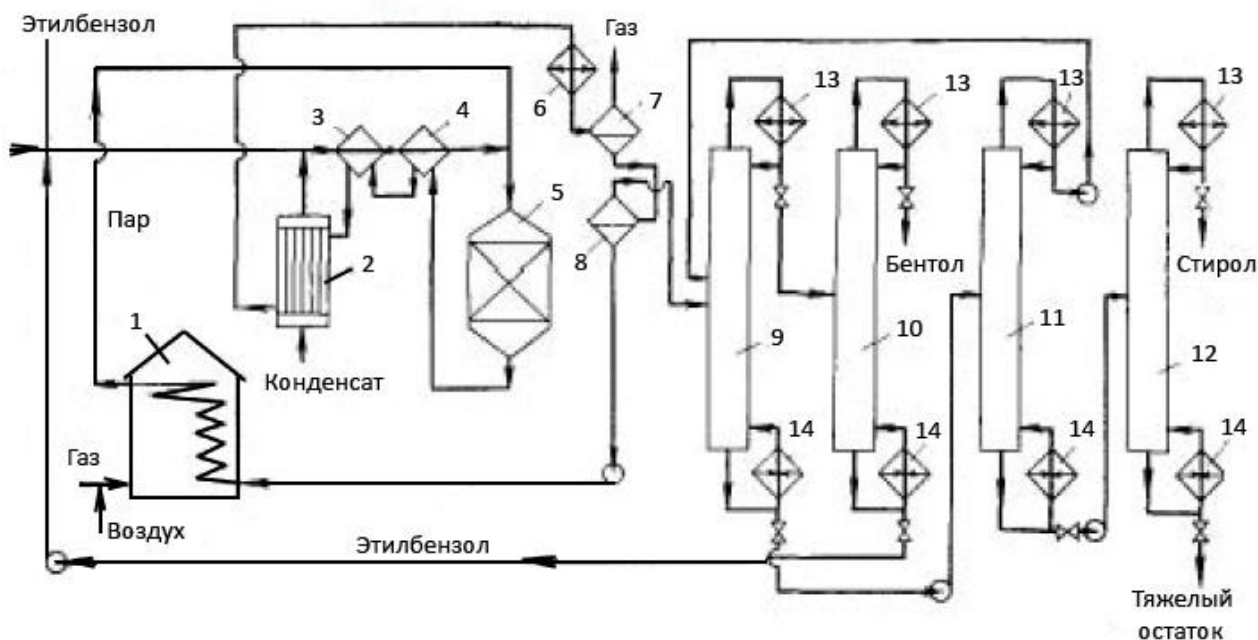 Этилбензол
Газ
13
13
13
13
6
7
3
4
5
Пар
8
2
Бентол
Стирол
1
9
10
11
12
Конденсат
14
14
14
14
Газ
Воздух
Этилбензол
Тяжелый
остаток